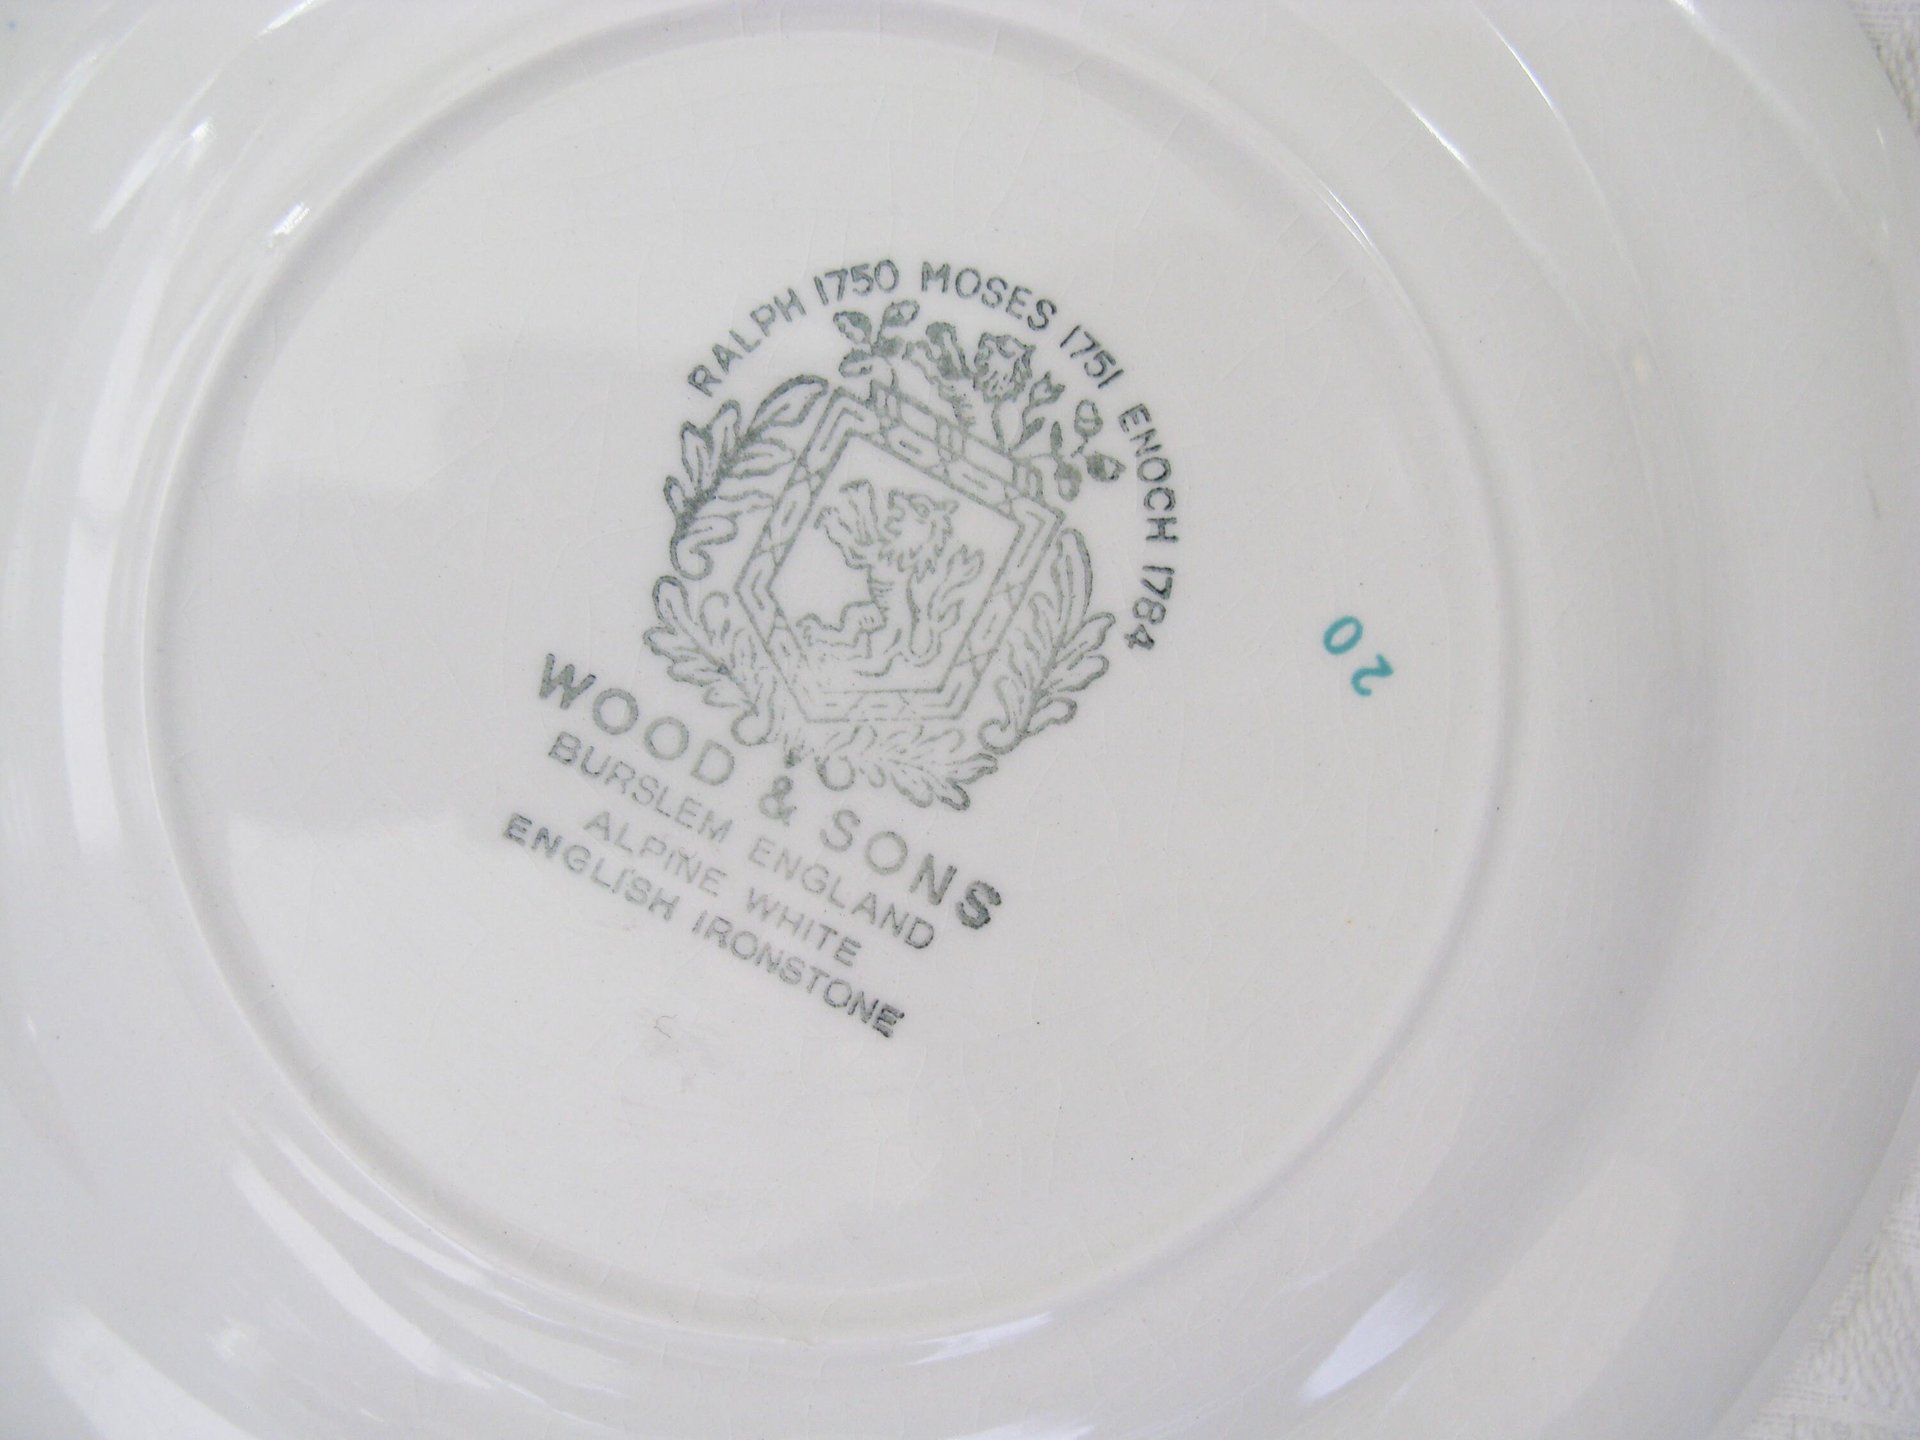 RALPH 1750 MOSES 1751 ENOCH 1784
WOOD & SONS
BURSLEM ENGLAND
ALPINE WHITE
ENGLISH IRONSTONE
20